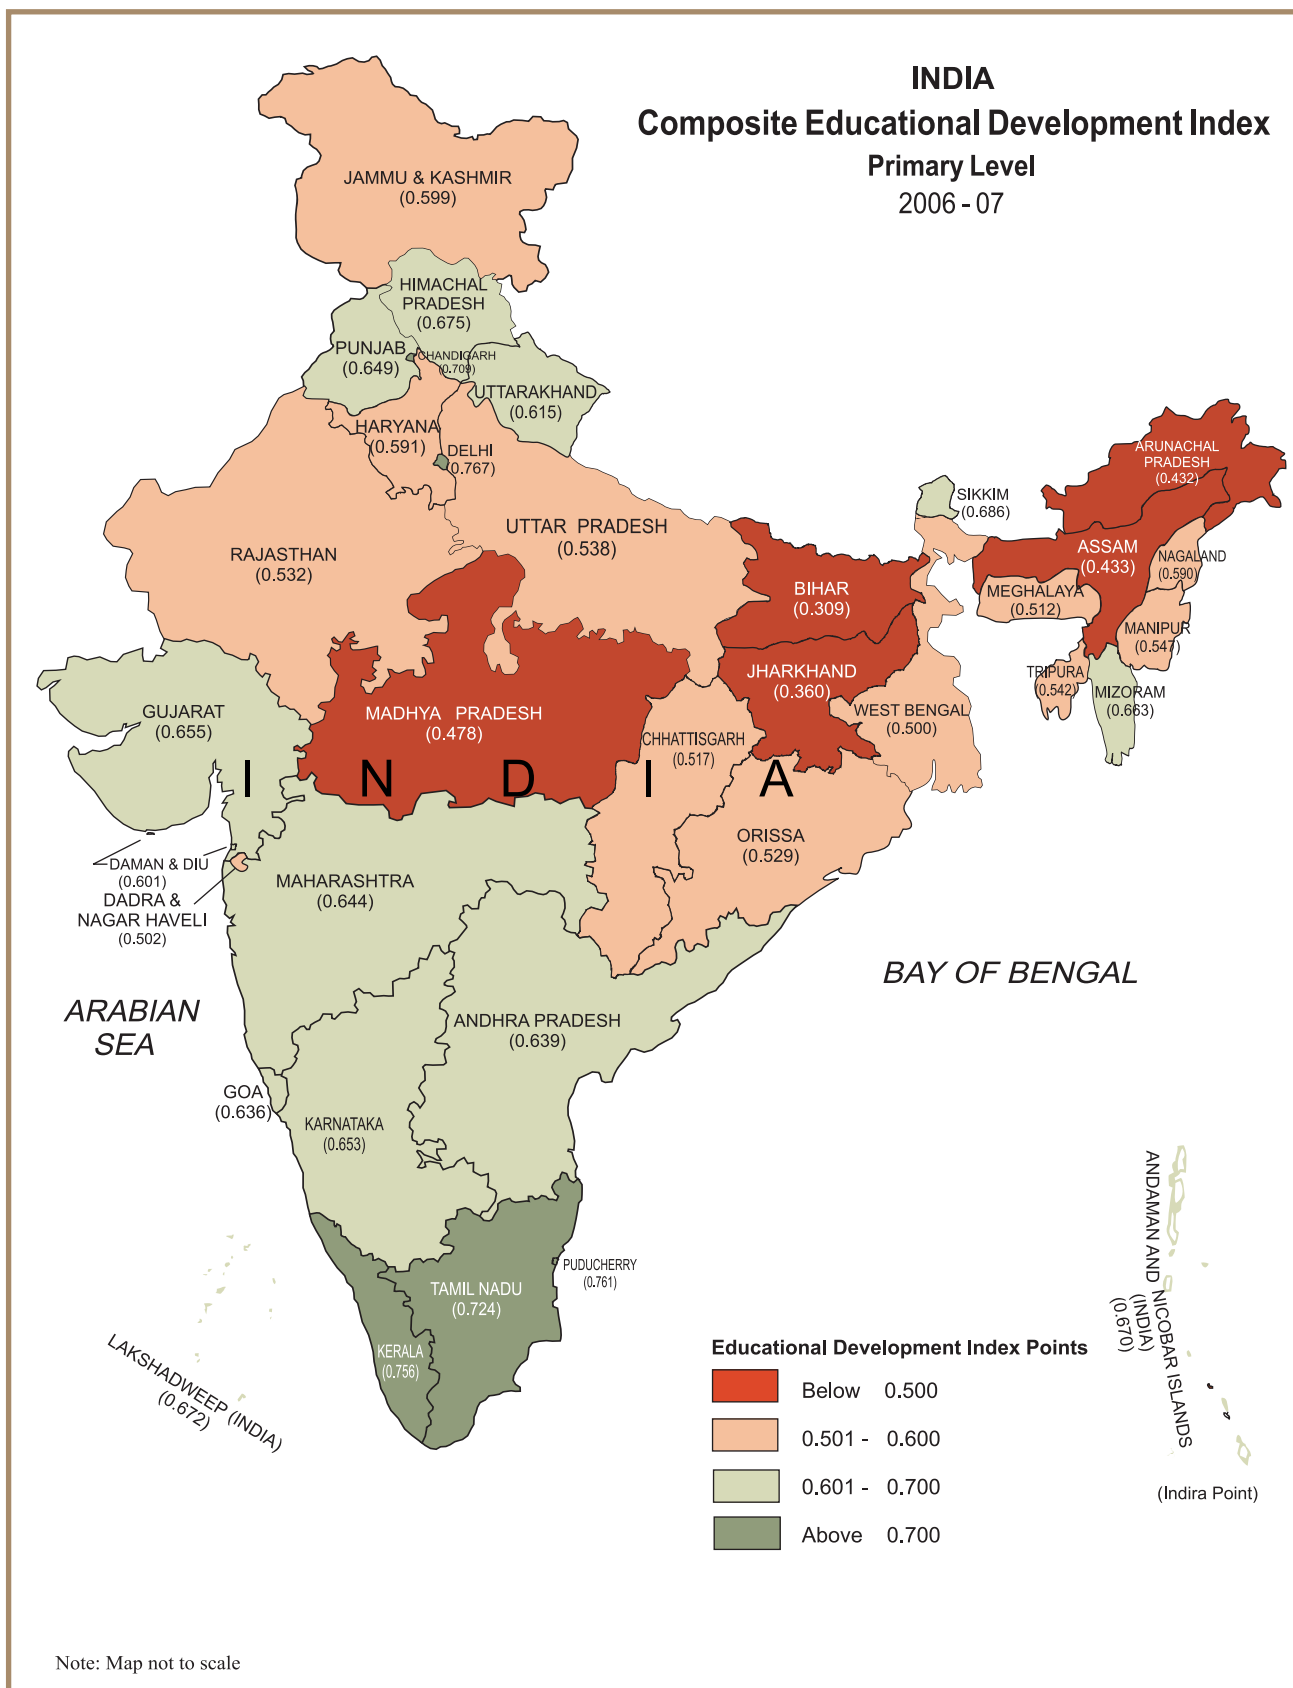 INDIA
Composite Educational Development Index
Primary Level
2006 - 07
JAMMU & KASHMIR
(0.599)
HIMACHAL
PRADESH
(0.675)
PUNJAB
(0.649)
CHANDIGARH
(0.709)
UTTARAKHAND
(0.615)
HARYANA
(0.591)
DELHI
(0.767)
ARUNACHAL
PRADESH
(0.432)
SIKKIM
(0.686)
UTTAR PRADESH
(0.538)
RAJASTHAN
(0.532)
ASSAM
(0.433)
NAGALAND
(0.590)
BIHAR
(0.309)
MEGHALAYA
(0.512)
MANIPUR
(0.547)
JHARKHAND
(0.360)
TRIPURA
(0.542)
MIZORAM
(0.663)
GUJARAT
(0.655)
MADHYA PRADESH
(0.478)
WEST BENGAL
(0.500)
CHHATTISGARH
(0.517)
I N D I A
ORISSA
(0.529)
DAMAN & DIU
(0.601)
DADRA &
NAGAR HAVELI
(0.502)
MAHARASHTRA
(0.644)
BAY OF BENGAL
ARABIAN
SEA
ANDHRA PRADESH
(0.639)
GOA
(0.636)
KARNATAKA
(0.653)
PUDUCHERRY
(0.761)
TAMIL NADU
(0.724)
KERALA
(0.756)
LAKSHADWEEP (INDIA)
(0.672)
ANDAMAN AND NICOBAR ISLANDS
(INDIA)
(0.670)
(Indira Point)
Educational Development Index Points
Below 0.500
0.501 - 0.600
0.601 - 0.700
Above 0.700
Note: Map not to scale